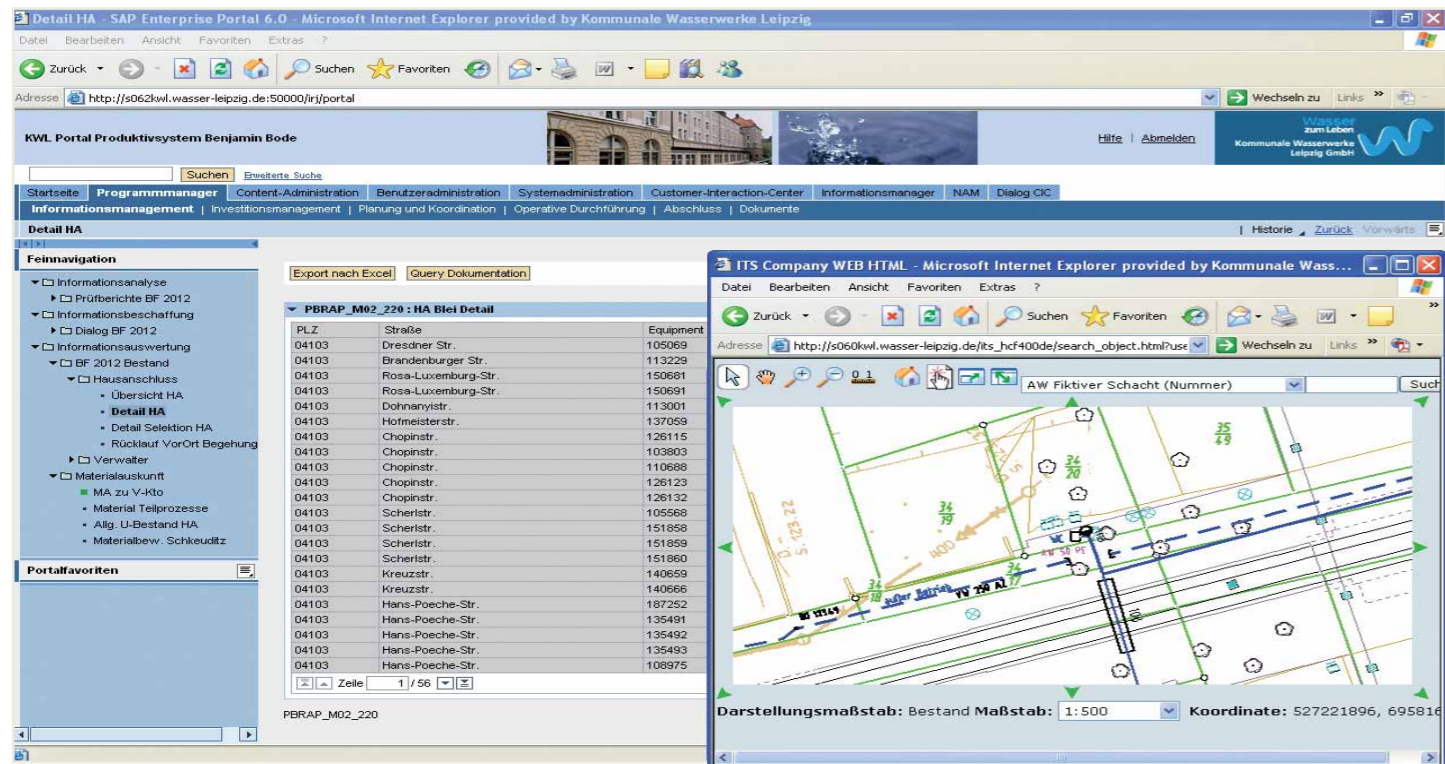 Detail HA - SAP Enterprise Portal 6.0 - Microsoft Internet Explorer provided by Kommunale Wasserwerke Leipzig
Datei Bearbeiten Ansicht Favoriten Extras ?
Zurück Suchen Favoriten
Adresse http://s062kwl.wasser-leipzig.de:50000/irj/portal Wechseln zu Links »
KWL Portal Produktivsystem Benjamin Bode
Hilfe | Abmelden
Wasser
zum Leben
Kommunale Wasserwerke
Leipzig GmbH
Suchen Erweiterte Suche
Startseite Programmmanager Content-Administration Benutzeradministration Systemadministration Customer-Interaction-Center Informationsmanager NAM Dialog CIC
Informationsmanagement | Investitionsmanagement | Planung und Koordination | Operative Durchführung | Abschluss | Dokumente
Detail HA
| Historie Zurück Vorwärts
Feinnavigation
Informationsanalyse
Prüfberichte BF 2012
Informationsbeschaffung
Dialog BF 2012
Informationsauswertung
BF 2012 Bestand
Hausanschluss
Übersicht HA
Detail HA
Detail Selektion HA
Rücklauf VorOrt Begehung
Verwalter
Materialauskunft
MA zu V-Kto
Material Teilprozesse
Allg. U-Bestand HA
Materialbew. Schkeuditz
Portalfavoriten
Export nach Excel Query Dokumentation
PBRAP_M02_220 : HA Blei Detail
PLZ Straße Equipment
04103 Dresdner Str. 105069
04103 Brandenburger Str. 113229
04103 Rosa-Luxemburg-Str. 150681
04103 Rosa-Luxemburg-Str. 150691
04103 Dohnanyistr. 113001
04103 Hofmeisterstr. 137059
04103 Chopinstr. 126115
04103 Chopinstr. 103803
04103 Chopinstr. 110688
04103 Chopinstr. 126123
04103 Chopinstr. 126132
04103 Scherlstr. 105568
04103 Scherlstr. 151858
04103 Scherlstr. 151859
04103 Scherlstr. 151860
04103 Kreuzstr. 140659
04103 Kreuzstr. 140666
04103 Hans-Poeche-Str. 187252
04103 Hans-Poeche-Str. 135491
04103 Hans-Poeche-Str. 135492
04103 Hans-Poeche-Str. 135493
04103 Hans-Poeche-Str. 108975
Zeile 1 / 56
PBRAP_M02_220
ITS Company WEB HTML - Microsoft Internet Explorer provided by Kommunale Wass...
Datei Bearbeiten Ansicht Favoriten Extras ?
Zurück Suchen Favoriten »
Adresse http://s060kwl.wasser-leipzig.de/its_hcf400de/search_object.html?use Wechseln zu Links »
AW Fiktiver Schacht (Nummer) Such
35
49
34
20
34
19
S. 123.22
400
34
17
34
18
außer Betrieb VW 750 AZ
AW 50 PE
Darstellungsmaßstab: Bestand Maßstab: 1:500 Koordinate: 527221896, 695816